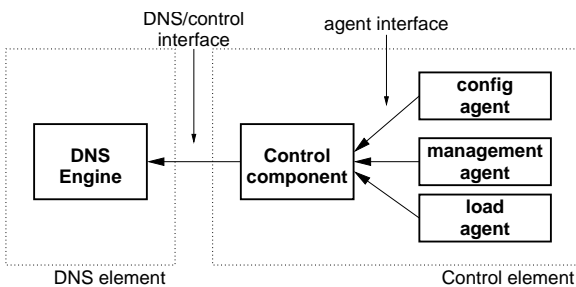 DNS/control
interface
agent interface
config
agent
DNS
Engine
Control
component
management
agent
load
agent
DNS element
Control element